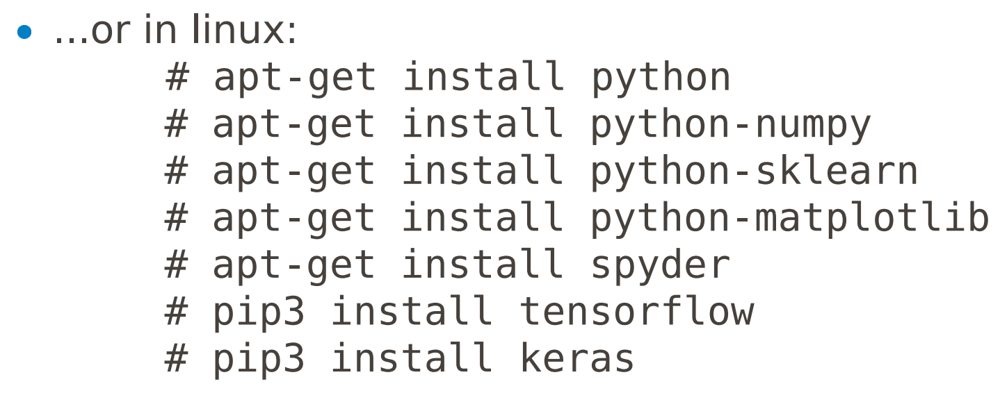 • ...or in linux:
# apt-get install python
# apt-get install python-numpy
# apt-get install python-sklearn
# apt-get install python-matplotlib
# apt-get install spyder
# pip3 install tensorflow
# pip3 install keras